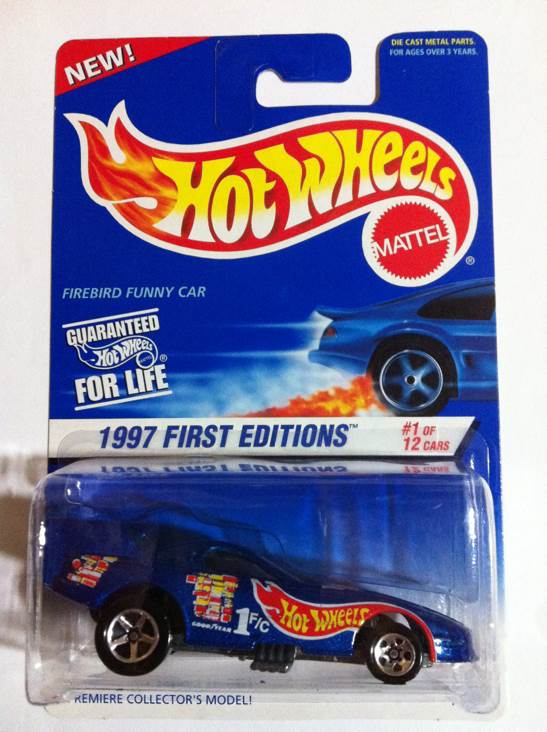 NEW!
DIE CAST METAL PARTS.
FOR AGES OVER 3 YEARS.
HOT WHEELS
MATTEL
®
FIREBIRD FUNNY CAR
GUARANTEED
HOT WHEELS ®
FOR LIFE
1997 FIRST EDITIONS™
#1 OF
12 CARS
GOODYEAR
1 F/C
HOT WHEELS
REMIERE COLLECTOR'S MODEL!